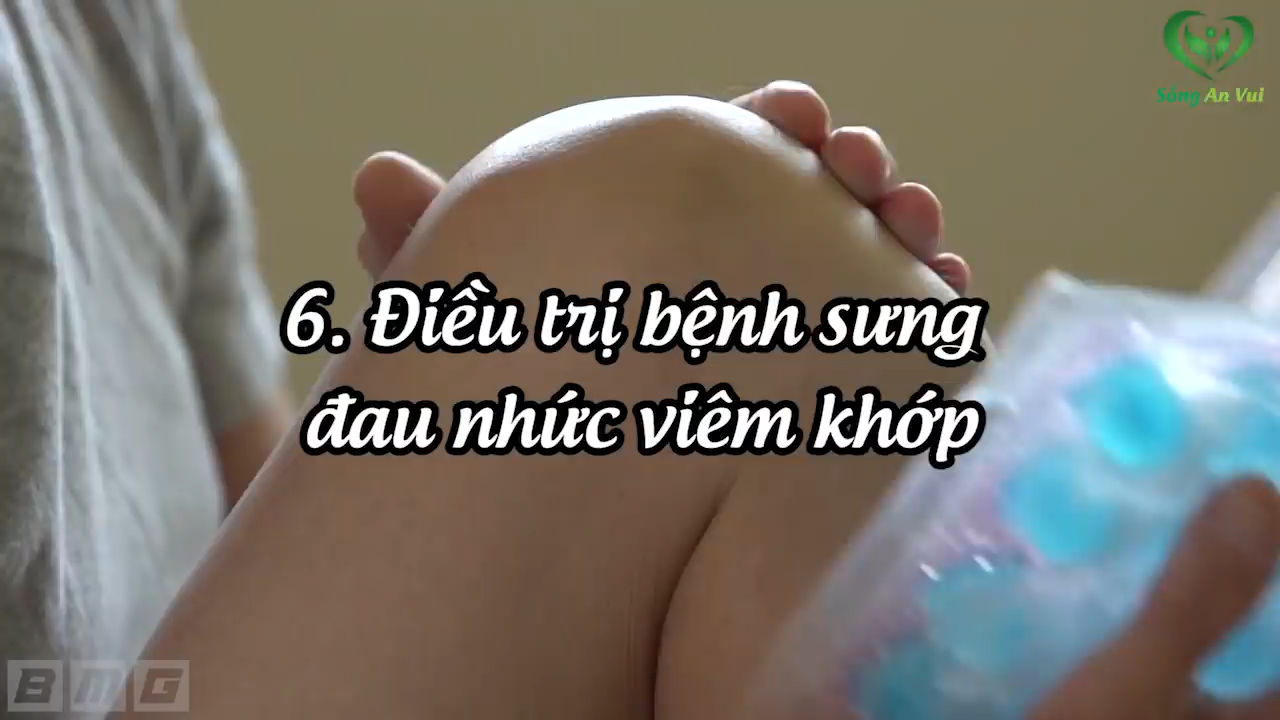 Sống An Vui
6. Điều trị bệnh sưng
đau nhức viêm khớp
BMG